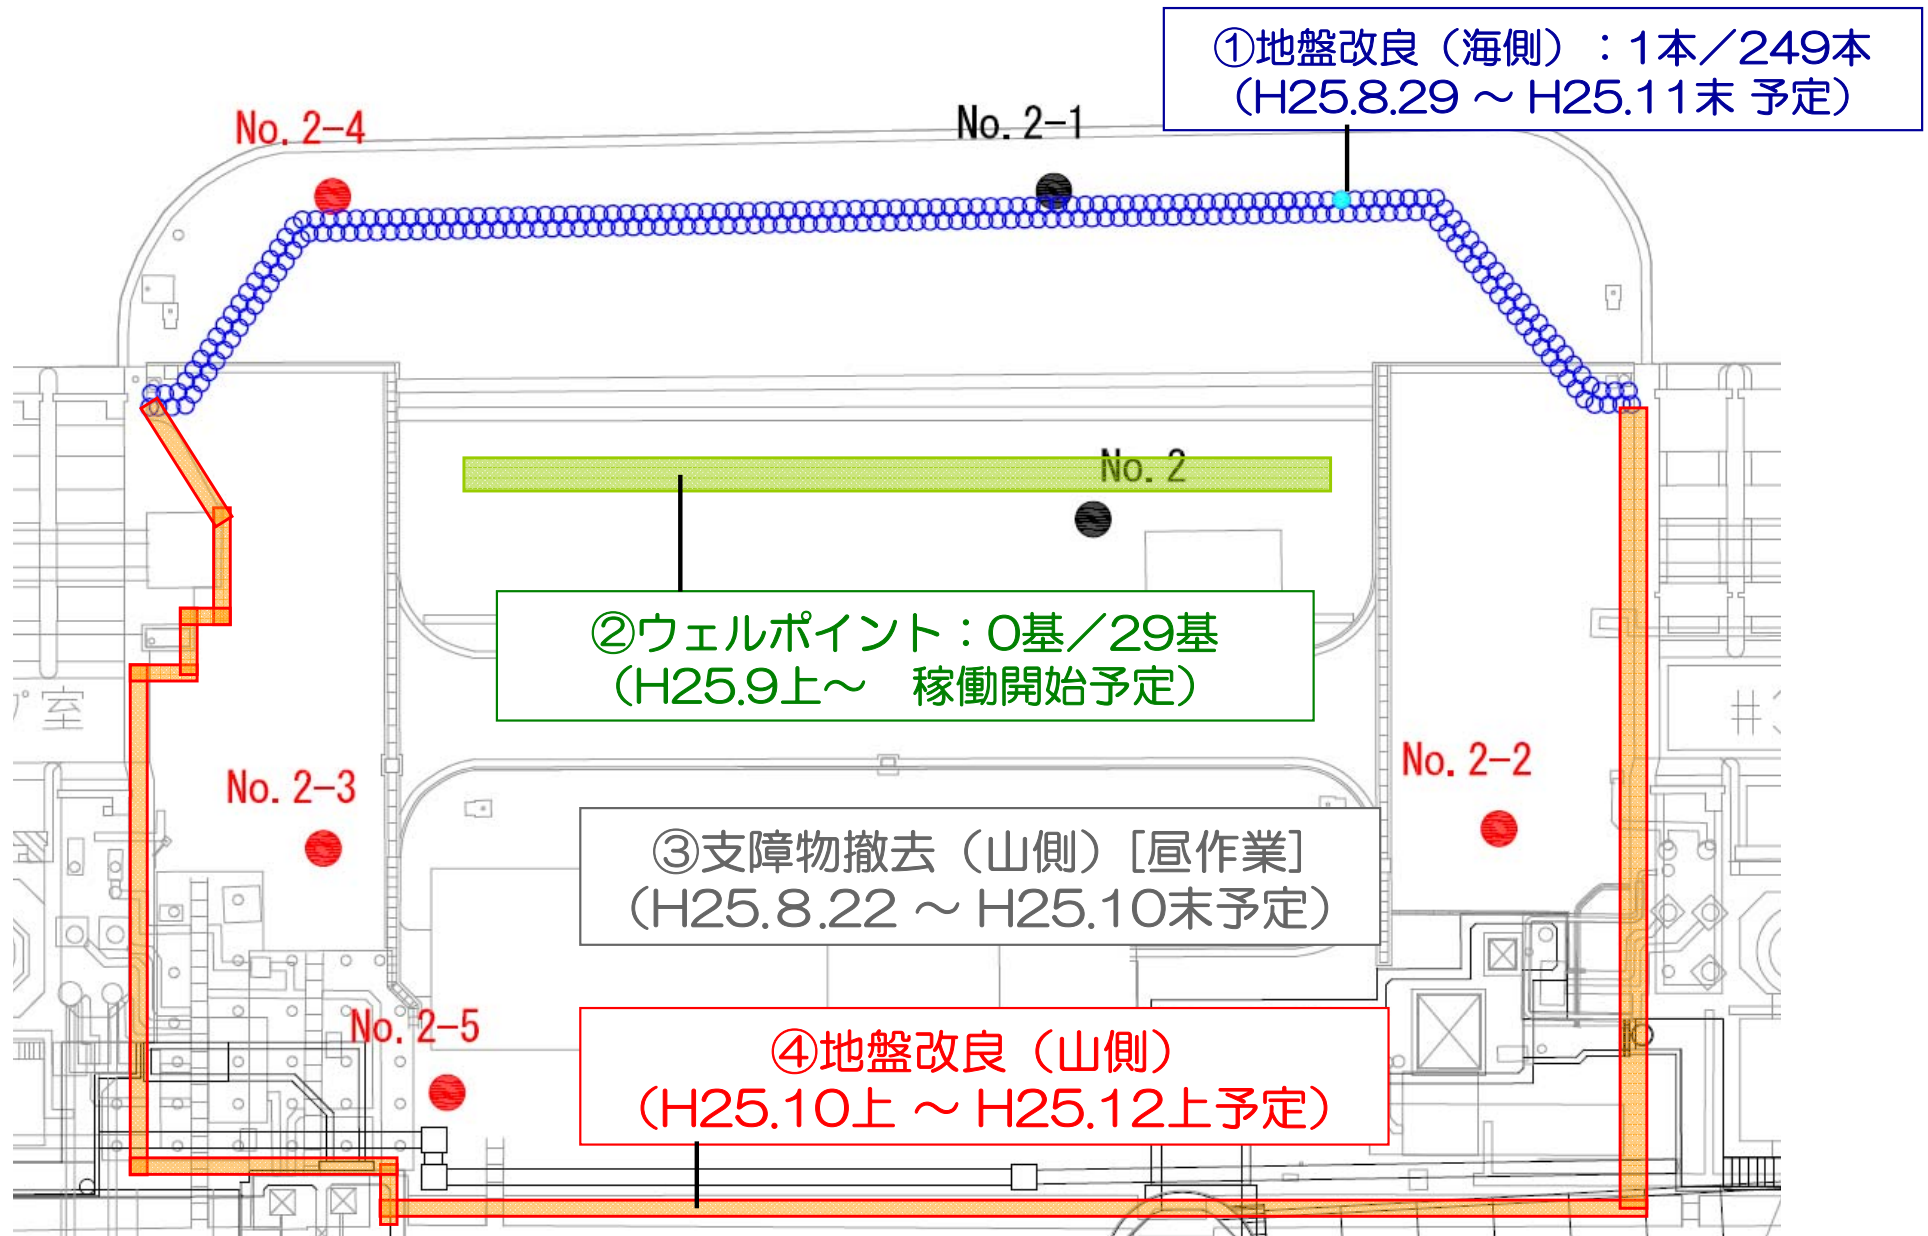 ①地盤改良（海側）：1本／249本
（H25.8.29 ～ H25.11末 予定）
No. 2-4
No. 2-1
No. 2
②ウェルポイント：0基／29基
（H25.9上～　稼働開始予定）
室
#
No. 2-3
No. 2-2
③支障物撤去（山側）[昼作業]
（H25.8.22 ～ H25.10末予定）
No. 2-5
④地盤改良（山側）
（H25.10上 ～ H25.12上予定）